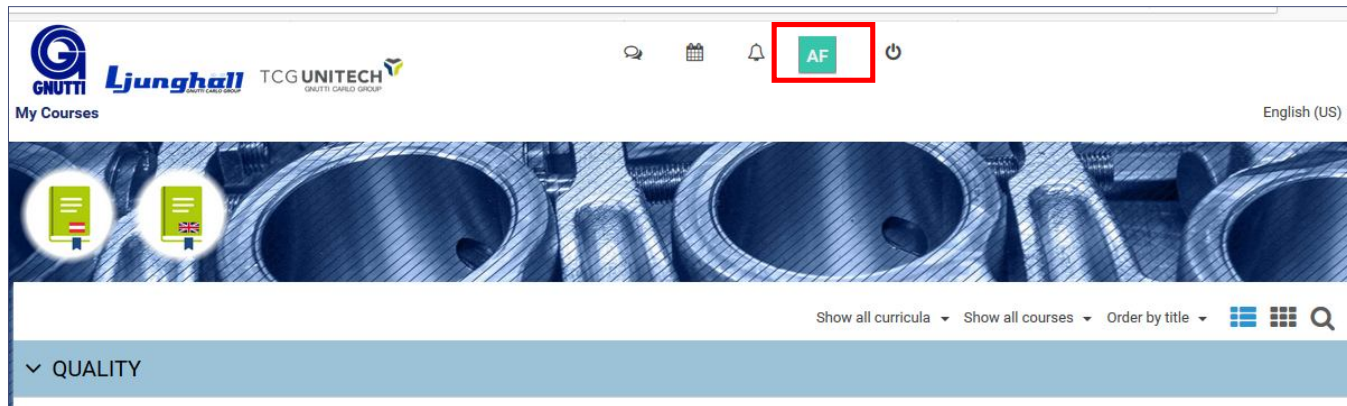 AF
GNUTTI
Ljunghäll
GNUTTI CARLO GROUP
TCG UNITECH
GNUTTI CARLO GROUP
My Courses
English (US)
Show all curricula Show all courses Order by title
QUALITY